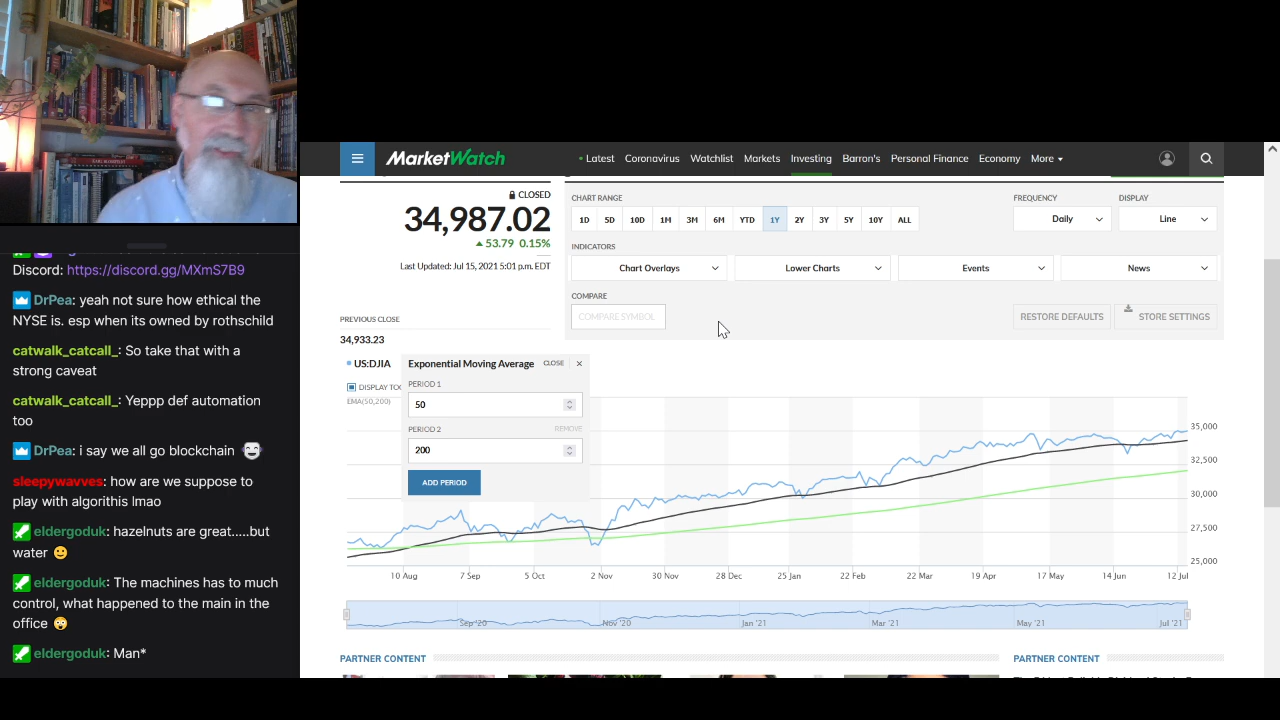 Discord: https://discord.gg/MXmS7B9
DrPea: yeah not sure how ethical the
NYSE is. esp when its owned by rothschild
catwalk_catcall_: So take that with a
strong caveat
catwalk_catcall_: Yeppp def automation
too
DrPea: i say we all go blockchain
sleepywavves: how are we suppose to
play with algorithis lmao
eldergoduk: hazelnuts are great.....but
water
eldergoduk: The machines has to much
control, what happened to the main in the
office
eldergoduk: Man*
MarketWatch
Latest Coronavirus Watchlist Markets Investing Barron's Personal Finance Economy More
CLOSED
34,987.02
53.79 0.15%
Last Updated: Jul 15, 2021 5:01 p.m. EDT
PREVIOUS CLOSE
34,933.23
CHART RANGE
1D 5D 10D 1M 3M 6M YTD 1Y 2Y 3Y 5Y 10Y ALL
FREQUENCY
Daily
DISPLAY
Line
INDICATORS
Chart Overlays Lower Charts Events News
COMPARE
COMPARE SYMBOL
RESTORE DEFAULTS STORE SETTINGS
US:DJIA
DISPLAY TOO
EMA(50,200)
Exponential Moving Average CLOSE ×
PERIOD 1
50
PERIOD 2 REMOVE
200
ADD PERIOD
35,000
32,500
30,000
27,500
25,000
10 Aug 7 Sep 5 Oct 2 Nov 30 Nov 28 Dec 25 Jan 22 Feb 22 Mar 19 Apr 17 May 14 Jun 12 Jul
Sep '20 Nov '20 Jan '21 Mar '21 May '21 Jul '21
PARTNER CONTENT
PARTNER CONTENT